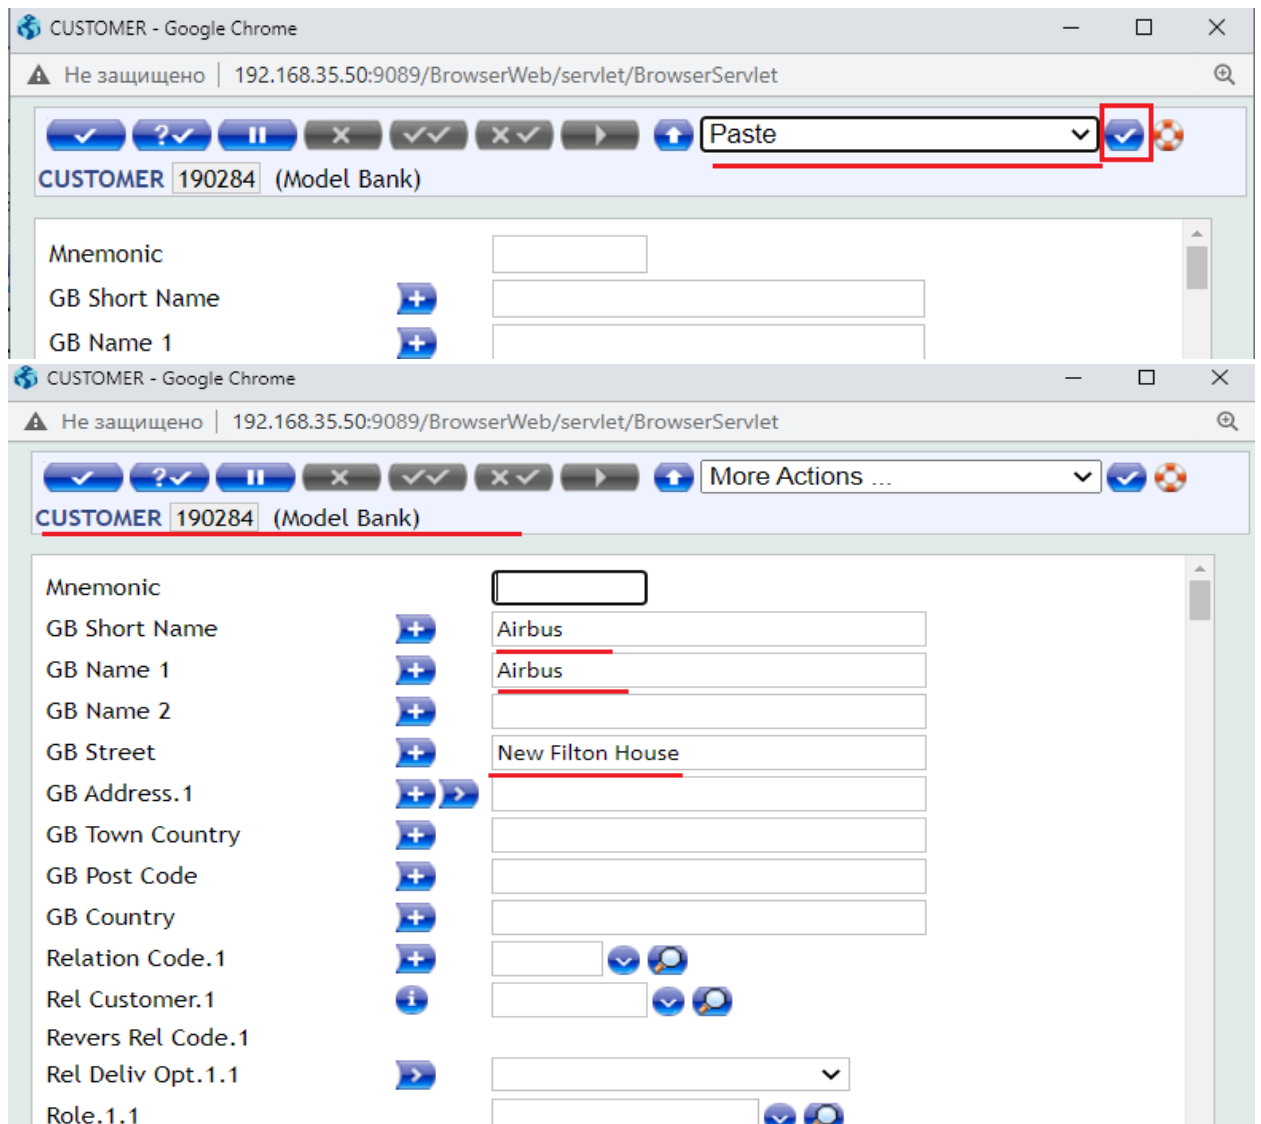 CUSTOMER - Google Chrome
Не защищено | 192.168.35.50:9089/BrowserWeb/servlet/BrowserServlet
Paste
CUSTOMER 190284 (Model Bank)
Mnemonic
GB Short Name
GB Name 1
CUSTOMER - Google Chrome
Не защищено | 192.168.35.50:9089/BrowserWeb/servlet/BrowserServlet
More Actions ...
CUSTOMER 190284 (Model Bank)
Mnemonic
GB Short Name Airbus
GB Name 1 Airbus
GB Name 2
GB Street New Filton House
GB Address.1
GB Town Country
GB Post Code
GB Country
Relation Code.1
Rel Customer.1
Revers Rel Code.1
Rel Deliv Opt.1.1
Role.1.1